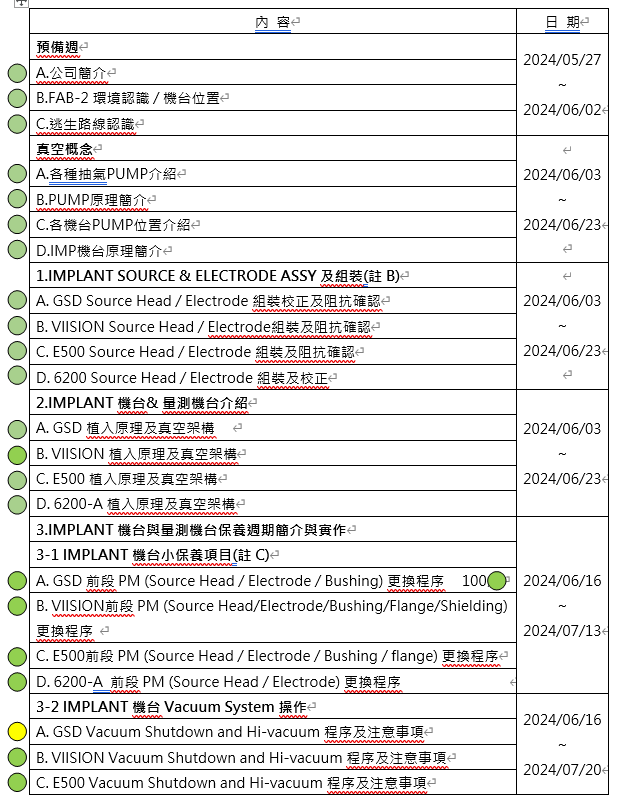 內 容
日 期
預備週
A.公司簡介
B.FAB-2 環境認識 / 機台位置
C.逃生路線認識
2024/05/27
~
2024/06/02
真空概念
A.各種抽氣PUMP介紹
B.PUMP原理簡介
C.各機台PUMP位置介紹
D.IMP機台原理簡介
2024/06/03
~
2024/06/23
1.IMPLANT SOURCE & ELECTRODE ASSY 及組裝(註 B)
A. GSD Source Head / Electrode 組裝校正及阻抗確認
B. VIISION Source Head / Electrode組裝及阻抗確認
C. E500 Source Head / Electrode 組裝及阻抗確認
D. 6200 Source Head / Electrode 組裝及校正
2024/06/03
~
2024/06/23
2.IMPLANT 機台& 量測機台介紹
A. GSD 植入原理及真空架構
B. VIISION 植入原理及真空架構
C. E500 植入原理及真空架構
D. 6200-A 植入原理及真空架構
2024/06/03
~
2024/06/23
3.IMPLANT 機台與量測機台保養週期簡介與實作
3-1 IMPLANT 機台小保養項目(註 C)
A. GSD 前段 PM (Source Head / Electrode / Bushing) 更換程序 100
B. VIISION前段 PM (Source Head/Electrode/Bushing/Flange/Shielding)
更換程序
C. E500前段 PM (Source Head / Electrode / Bushing / flange) 更換程序
D. 6200-A 前段 PM (Source Head / Electrode) 更換程序
2024/06/16
~
2024/07/13
3-2 IMPLANT 機台 Vacuum System 操作
A. GSD Vacuum Shutdown and Hi-vacuum 程序及注意事項
B. VIISION Vacuum Shutdown and Hi-vacuum 程序及注意事項
C. E500 Vacuum Shutdown and Hi-vacuum 程序及注意事項
2024/06/16
~
2024/07/20